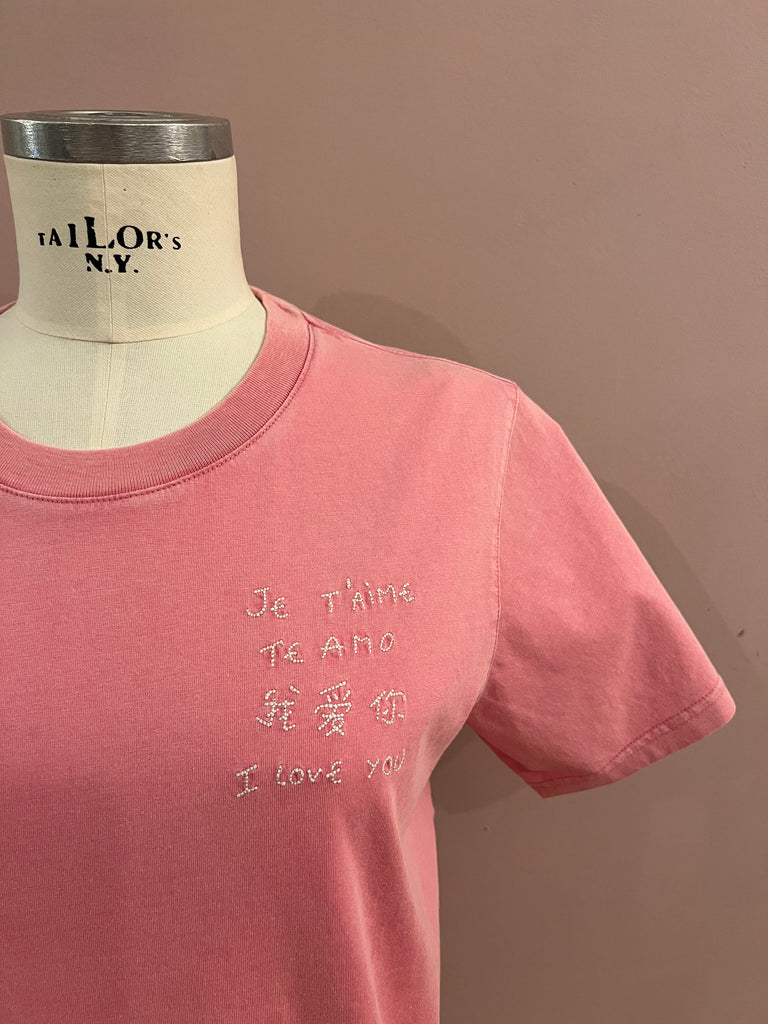 TAILOR'S
N.Y.
Je T'AiMe
Te AMO
我爱你
I LOVE YOU